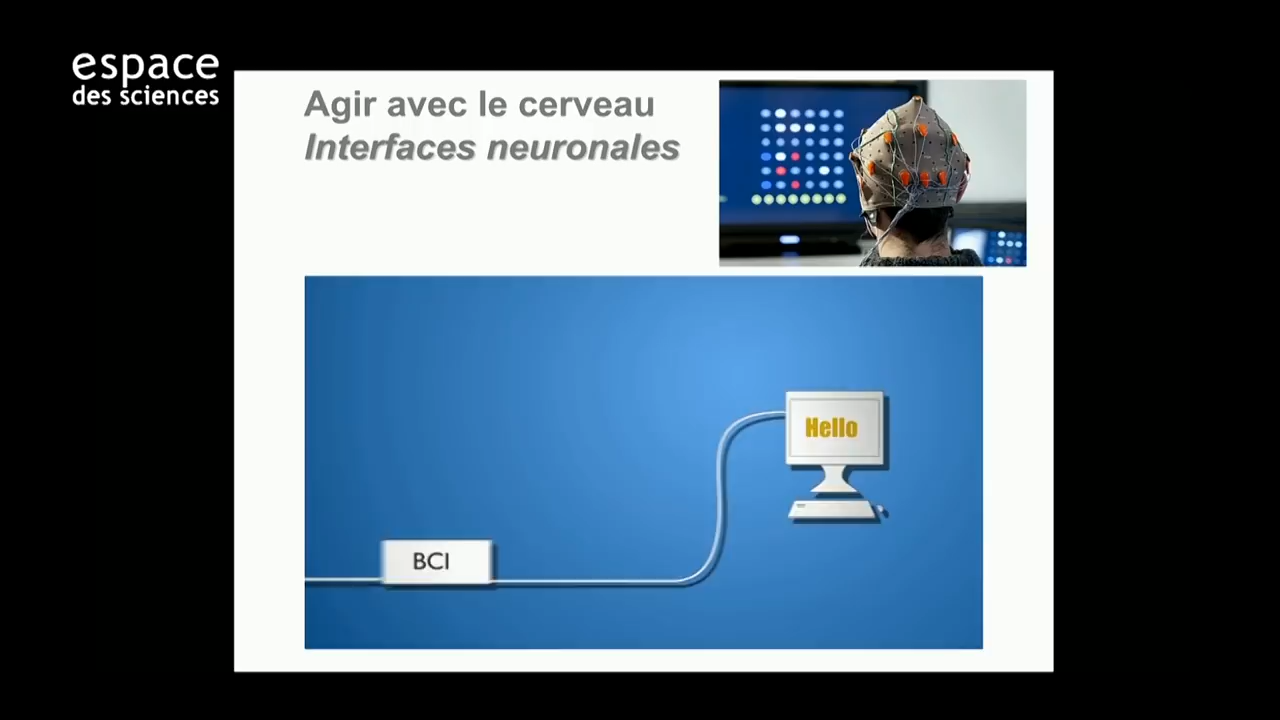 espace
des sciences
Agir avec le cerveau
Interfaces neuronales
Hello
BCI